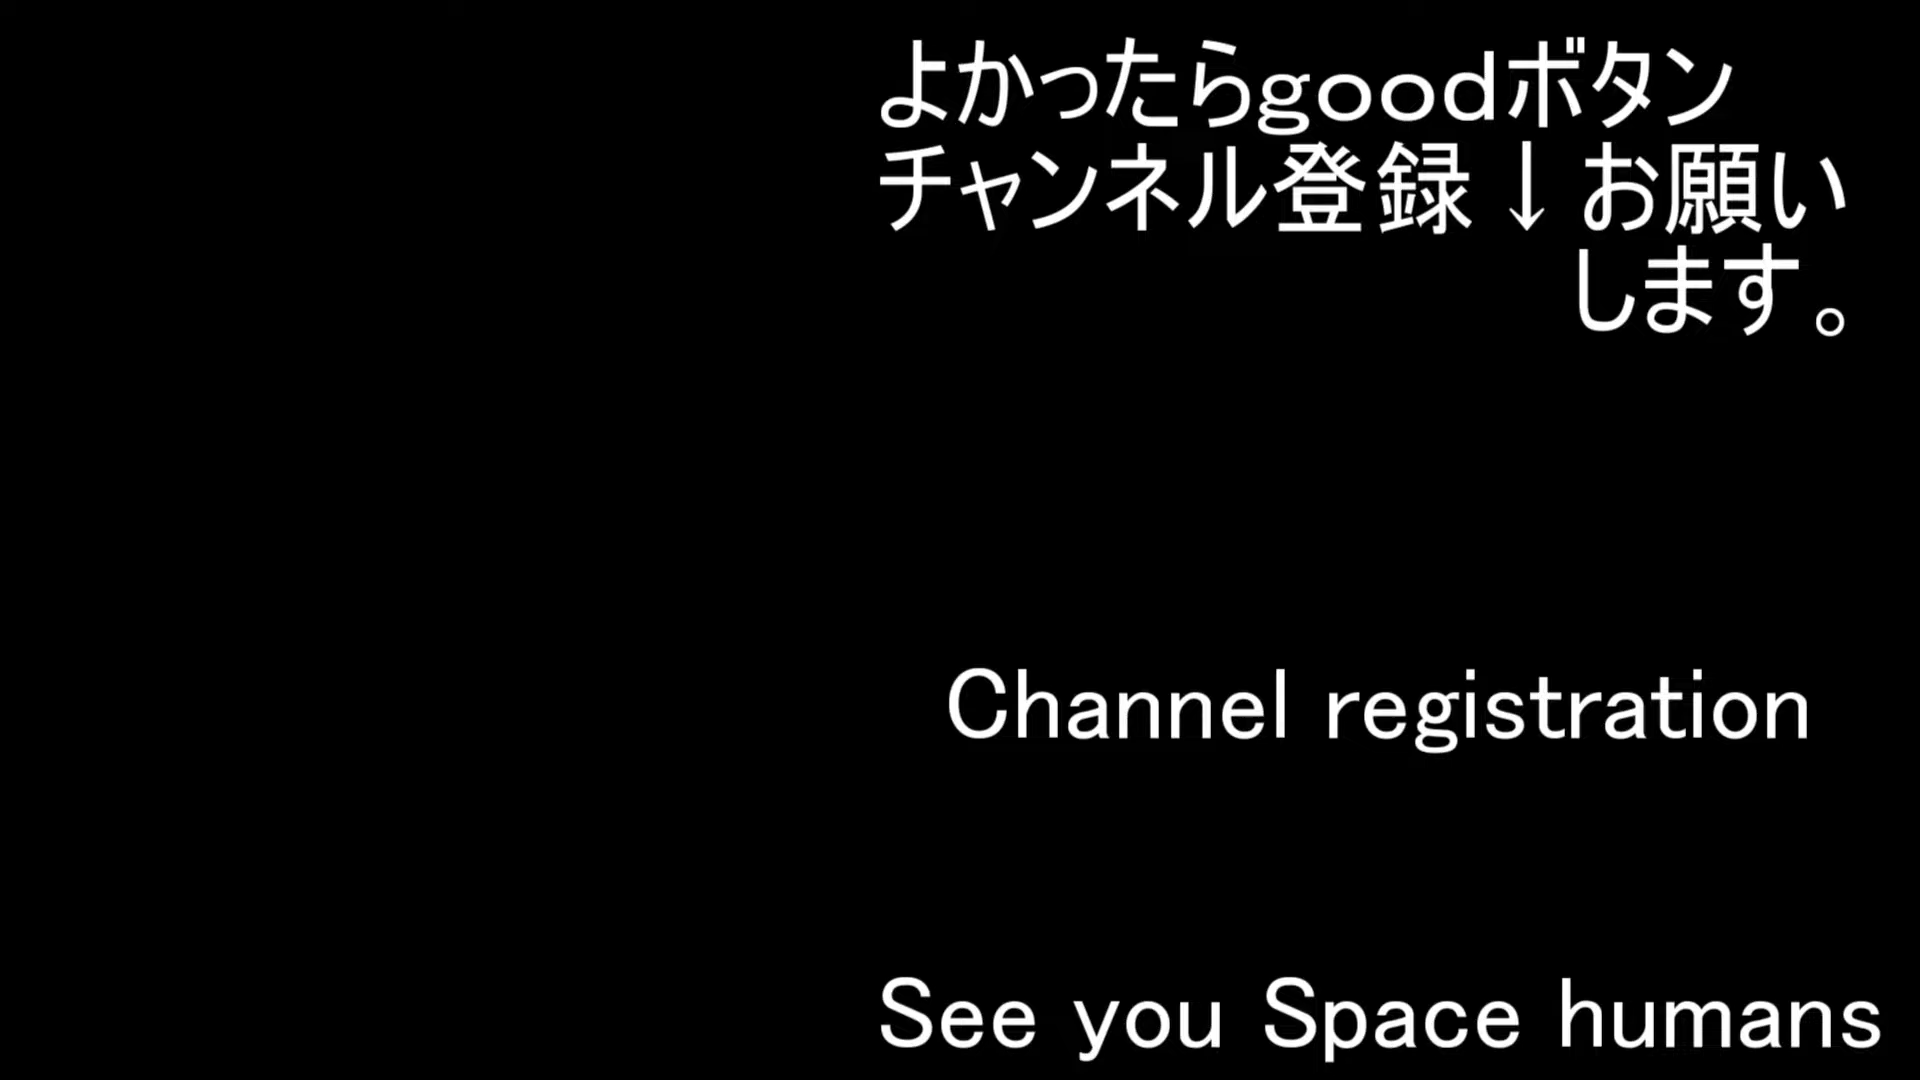 よかったらｇｏｏｄボタン
チャンネル登録↓お願い
します。
Channel registration
See you Space humans